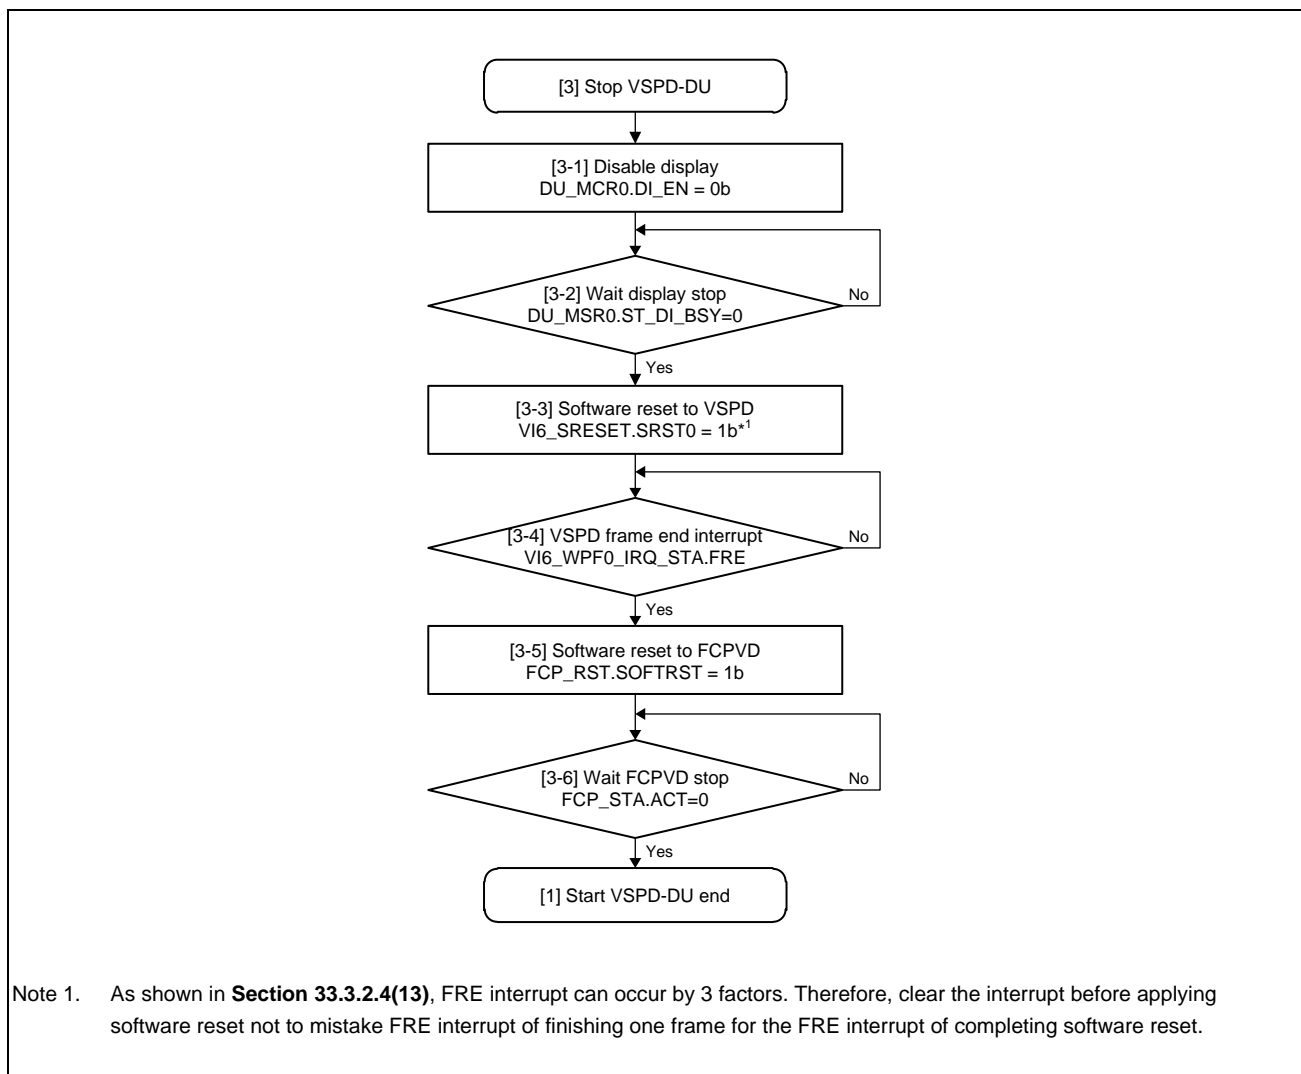 [3] Stop VSPD-DU
[3-1] Disable display
DU_MCR0.DI_EN = 0b
[3-2] Wait display stop
DU_MSR0.ST_DI_BSY=0
No
Yes
[3-3] Software reset to VSPD
VI6_SRESET.SRST0 = 1b*1
[3-4] VSPD frame end interrupt
VI6_WPF0_IRQ_STA.FRE
No
Yes
[3-5] Software reset to FCPVD
FCP_RST.SOFTRST = 1b
[3-6] Wait FCPVD stop
FCP_STA.ACT=0
No
Yes
[1] Start VSPD-DU end
Note 1. As shown in Section 33.3.2.4(13), FRE interrupt can occur by 3 factors. Therefore, clear the interrupt before applying
software reset not to mistake FRE interrupt of finishing one frame for the FRE interrupt of completing software reset.